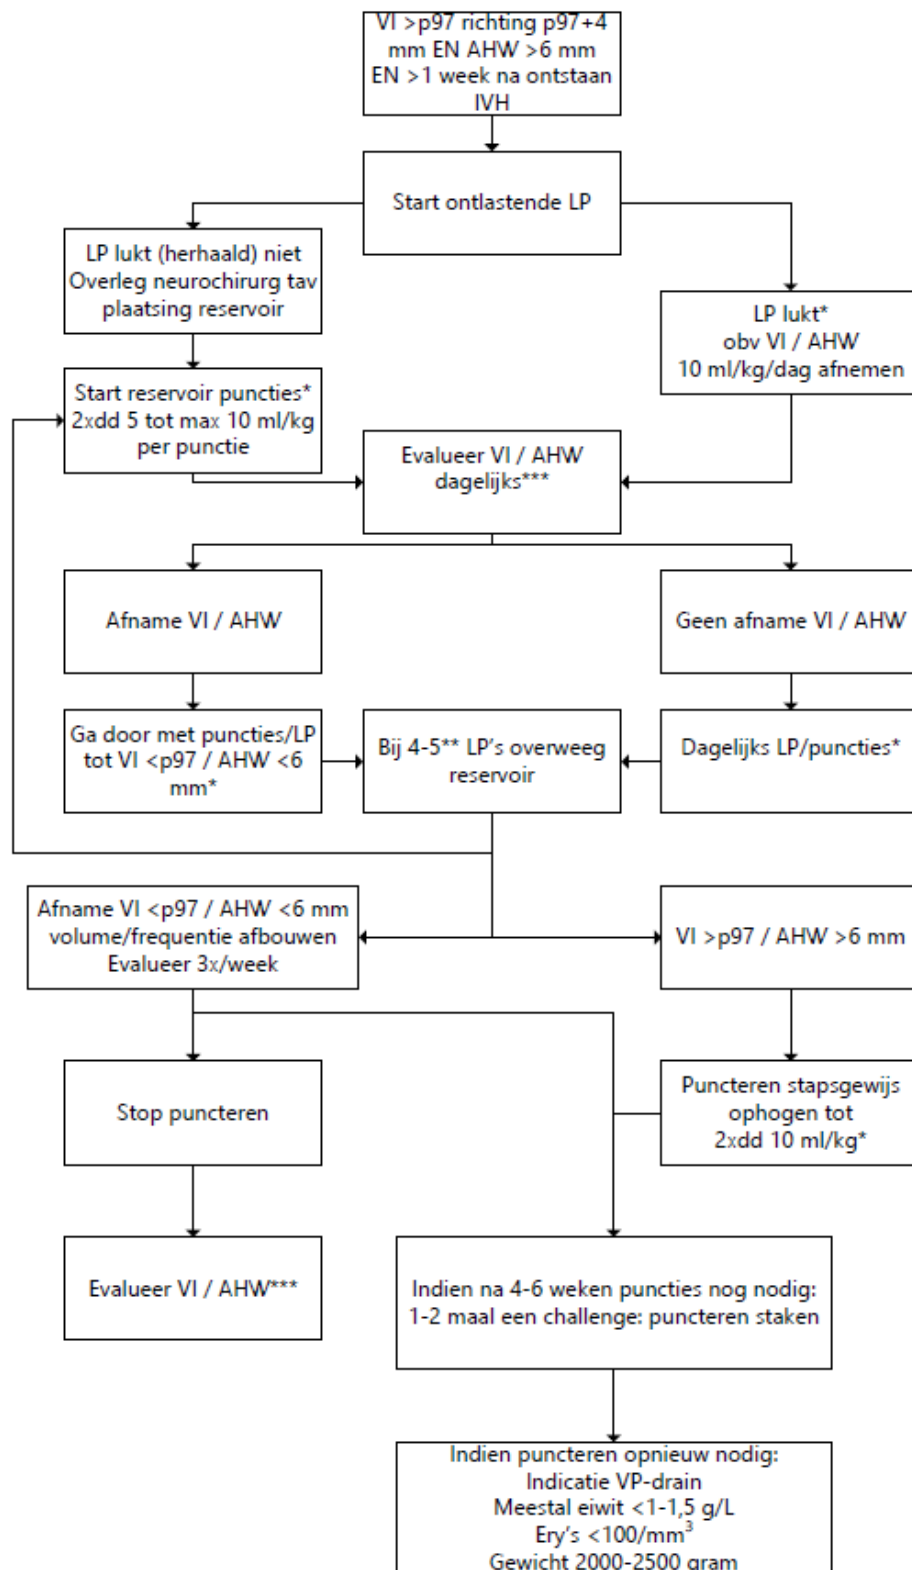 VI >p97 richting p97+4
mm EN AHW >6 mm
EN >1 week na ontstaan
IVH
Start ontlastende LP
LP lukt (herhaald) niet
Overleg neurochirurg tav
plaatsing reservoir
LP lukt*
obv VI / AHW
10 ml/kg/dag afnemen
Start reservoir puncties*
2xdd 5 tot max 10 ml/kg
per punctie
Evalueer VI / AHW
dagelijks***
Afname VI / AHW
Geen afname VI / AHW
Ga door met puncties/LP
tot VI <p97 / AHW <6
mm*
Bij 4-5** LP's overweeg
reservoir
Dagelijks LP/puncties*
Afname VI <p97 / AHW <6 mm
volume/frequentie afbouwen
Evalueer 3x/week
VI >p97 / AHW >6 mm
Stop puncteren
Puncteren stapsgewijs
ophogen tot
2xdd 10 ml/kg*
Evalueer VI / AHW***
Indien na 4-6 weken puncties nog nodig:
1-2 maal een challenge: puncteren staken
Indien puncteren opnieuw nodig:
Indicatie VP-drain
Meestal eiwit <1-1,5 g/L
Ery's <100/mm³
Gewicht 2000-2500 gram